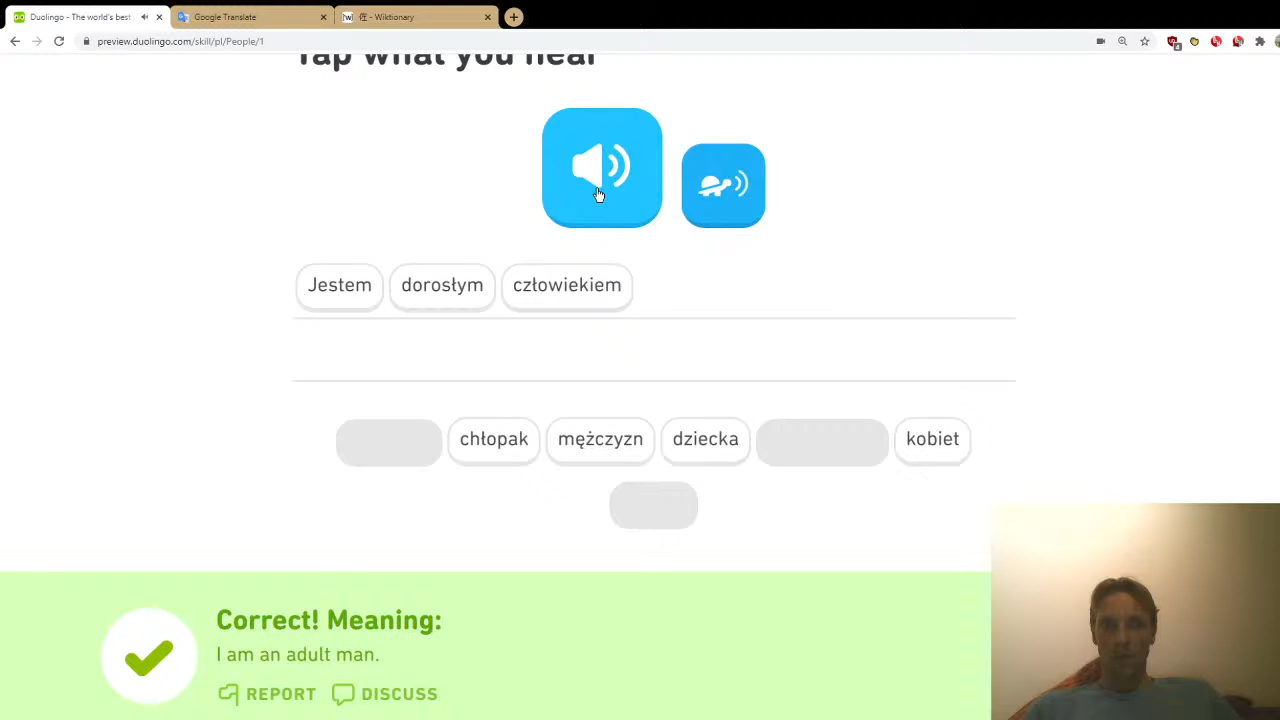 Duolingo - The world's best
Google Translate
佐 - Wiktionary
preview.duolingo.com/skill/pl/People/1
Tap what you hear
Jestem dorosłym człowiekiem
chłopak mężczyzn dziecka kobiet
Correct! Meaning:
I am an adult man.
REPORT DISCUSS